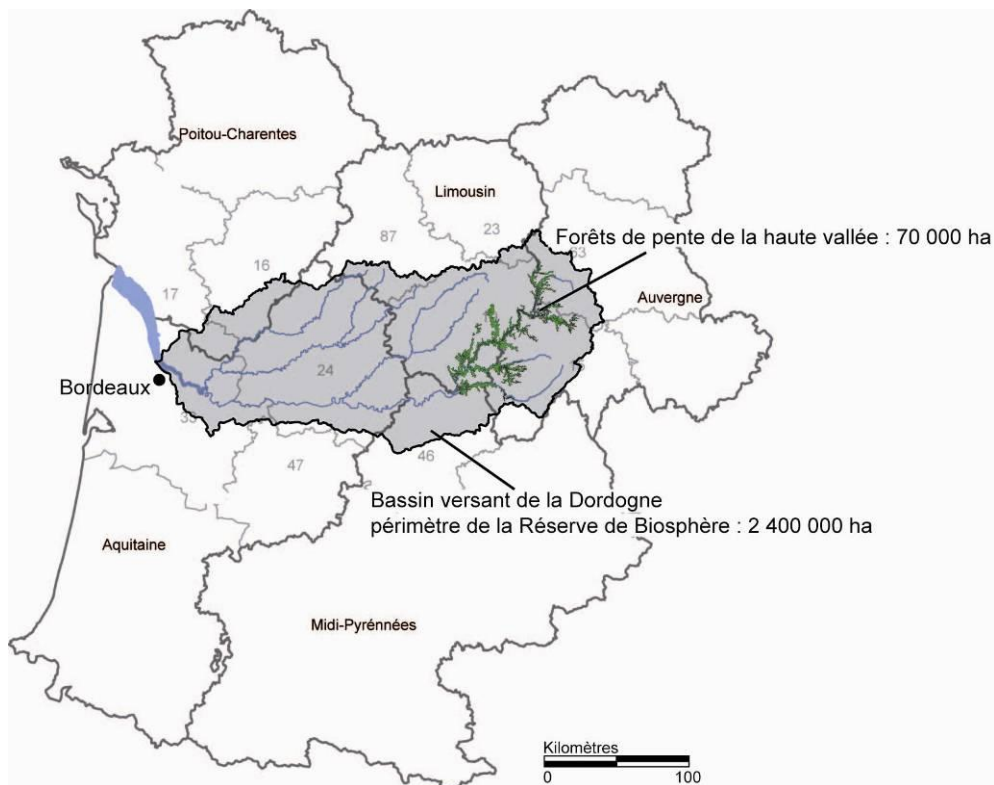 Poitou-Charentes
Limousin
23
87
Forêts de pente de la haute vallée : 70 000 ha
63
16
17
Auvergne
24
Bordeaux
33
47
46
Bassin versant de la Dordogne
périmètre de la Réserve de Biosphère : 2 400 000 ha
Aquitaine
Midi-Pyrénnées
Kilomètres
0 100